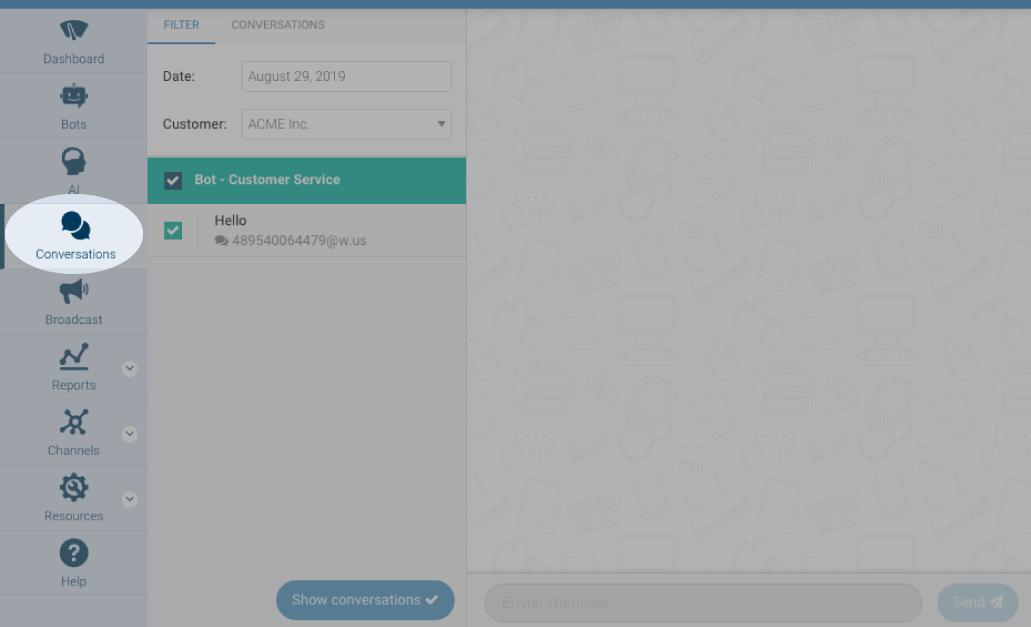 Dashboard
Bots
AI
Conversations
Broadcast
Reports
Channels
Resources
Help
FILTER CONVERSATIONS
Date: August 29, 2019
Customer: ACME Inc.
Bot - Customer Service
Hello
489540064479@w.us
Show conversations
Enviar mensaje
Send